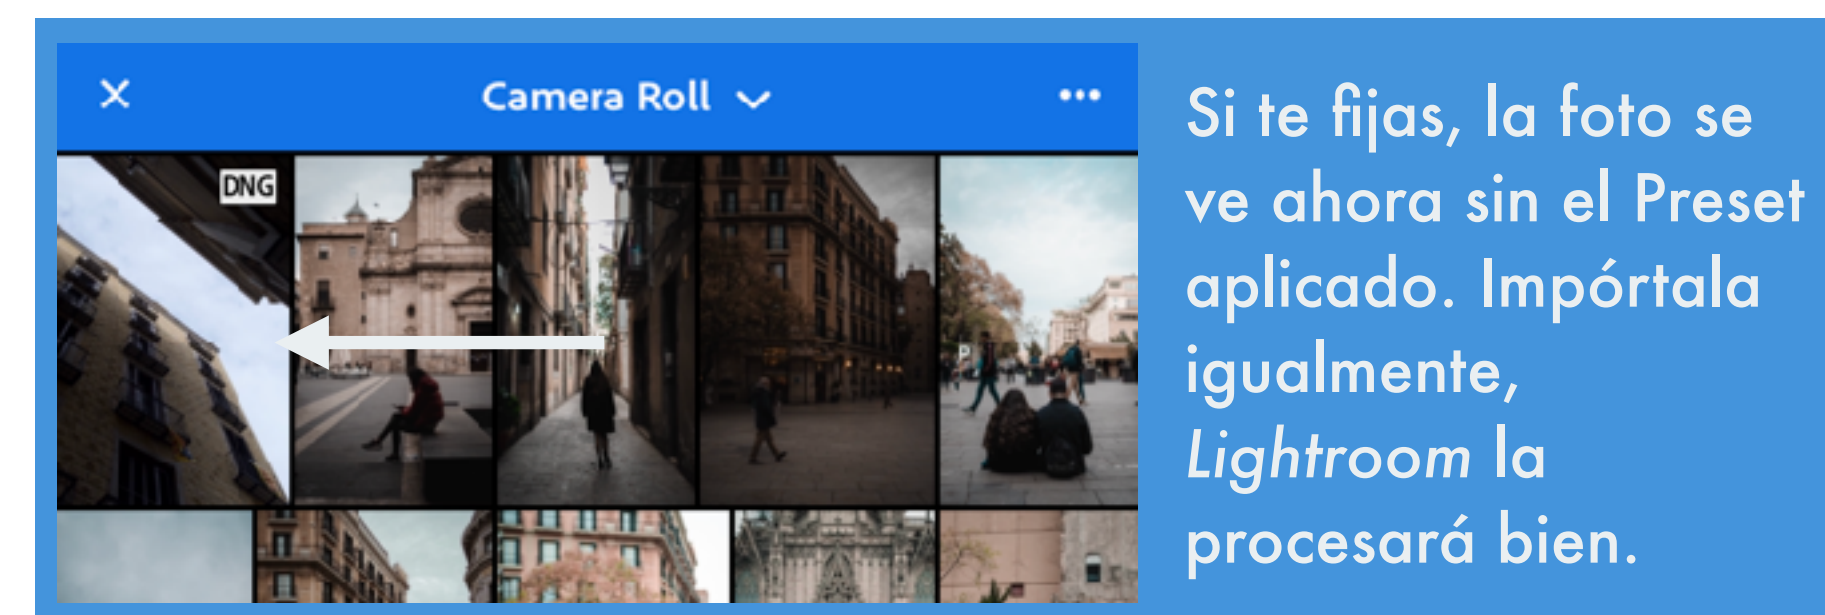 Camera Roll
DNG
Si te fijas, la foto se
ve ahora sin el Preset
aplicado. Impórtala
igualmente,
Lightroom la
procesará bien.